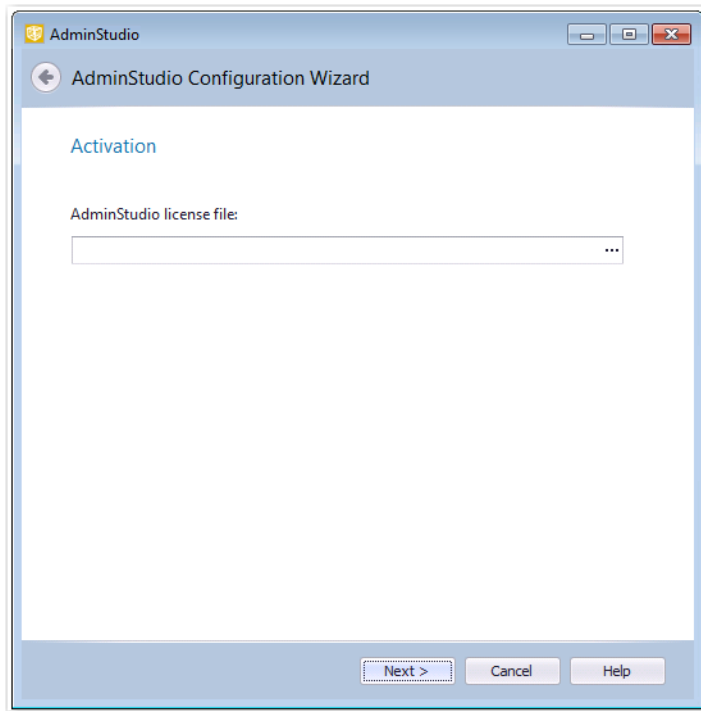 AdminStudio
AdminStudio Configuration Wizard
Activation
AdminStudio license file:
...
Next >
Cancel
Help